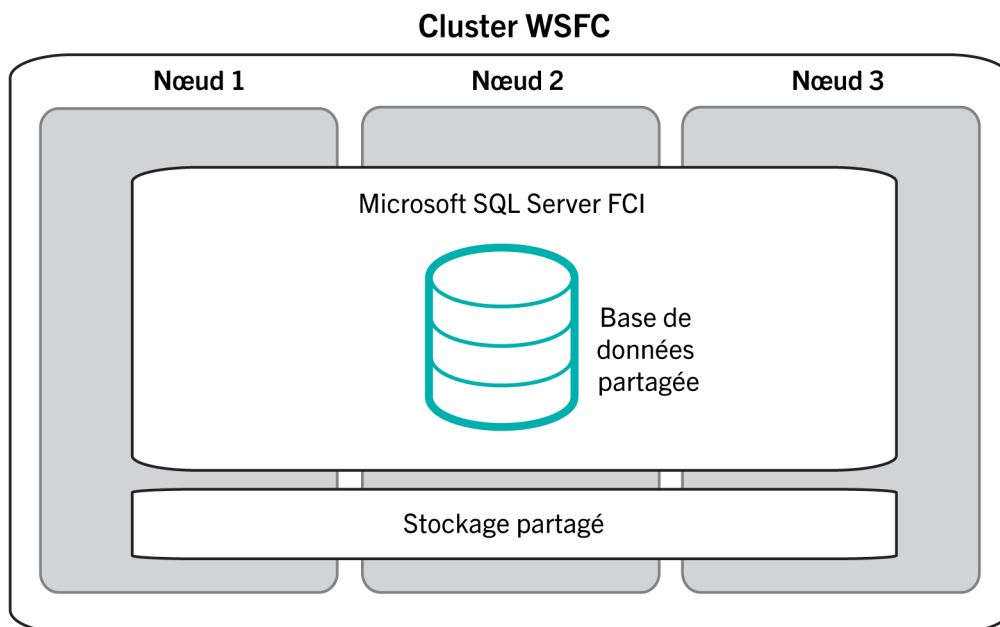 Cluster WSFC
Nœud 1
Nœud 2
Nœud 3
Microsoft SQL Server FCI
Base de
données
partagée
Stockage partagé